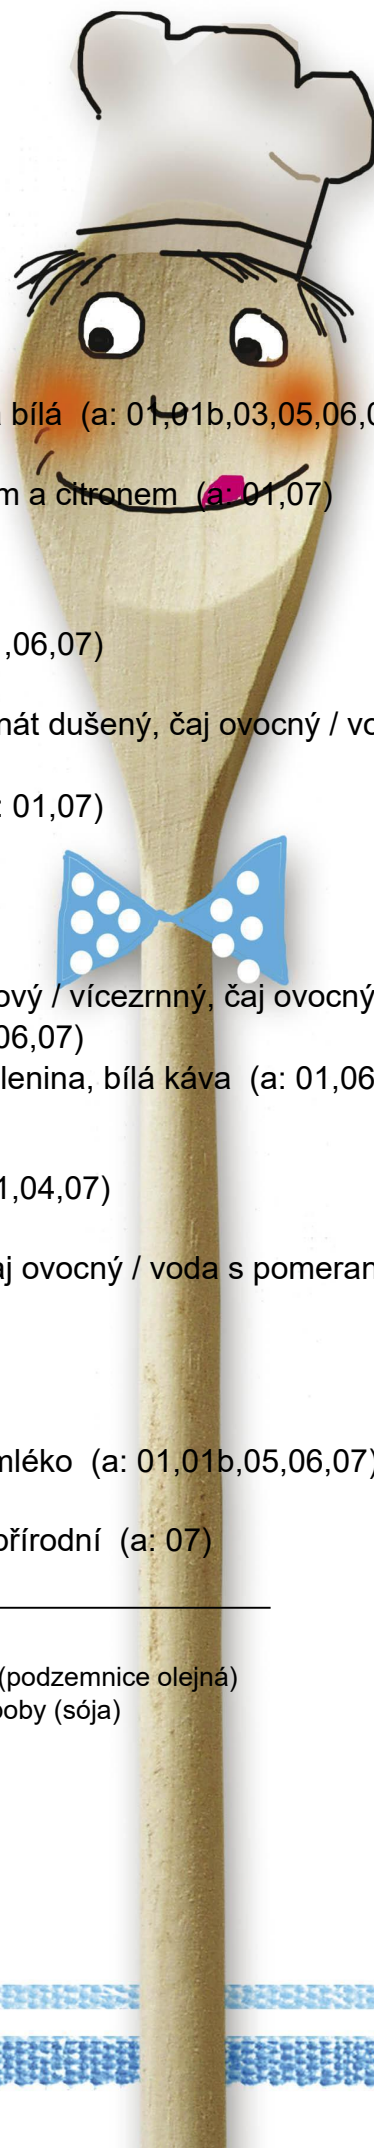 bílá (a: 01,01b,03,05,06,0
m a citronem (a: 01,07)
,06,07)
nát dušený, čaj ovocný / vo
: 01,07)
ový / vícezrnný, čaj ovocný
06,07)
lenina, bílá káva (a: 01,06
1,04,07)
aj ovocný / voda s pomeran
mléko (a: 01,01b,05,06,07)
přírodní (a: 07)
(podzemnice olejná)
boby (sója)